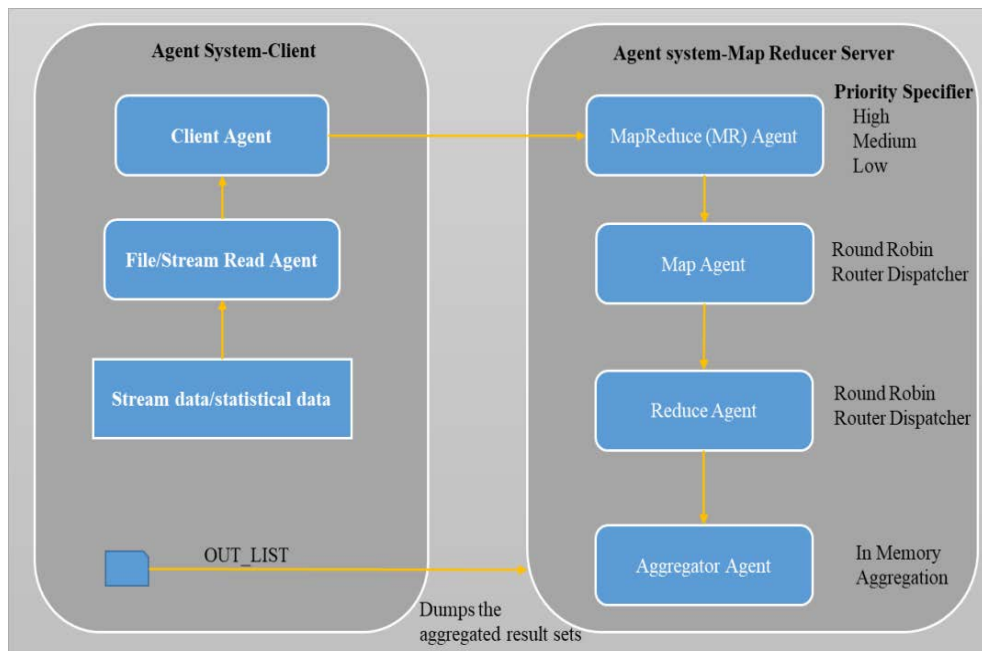 Agent System-Client
Client Agent
File/Stream Read Agent
Stream data/statistical data
OUT_LIST
Dumps the
aggregated result sets
Agent system-Map Reducer Server
Priority Specifier
High
Medium
Low
MapReduce (MR) Agent
Map Agent
Round Robin
Router Dispatcher
Reduce Agent
Round Robin
Router Dispatcher
Aggregator Agent
In Memory
Aggregation